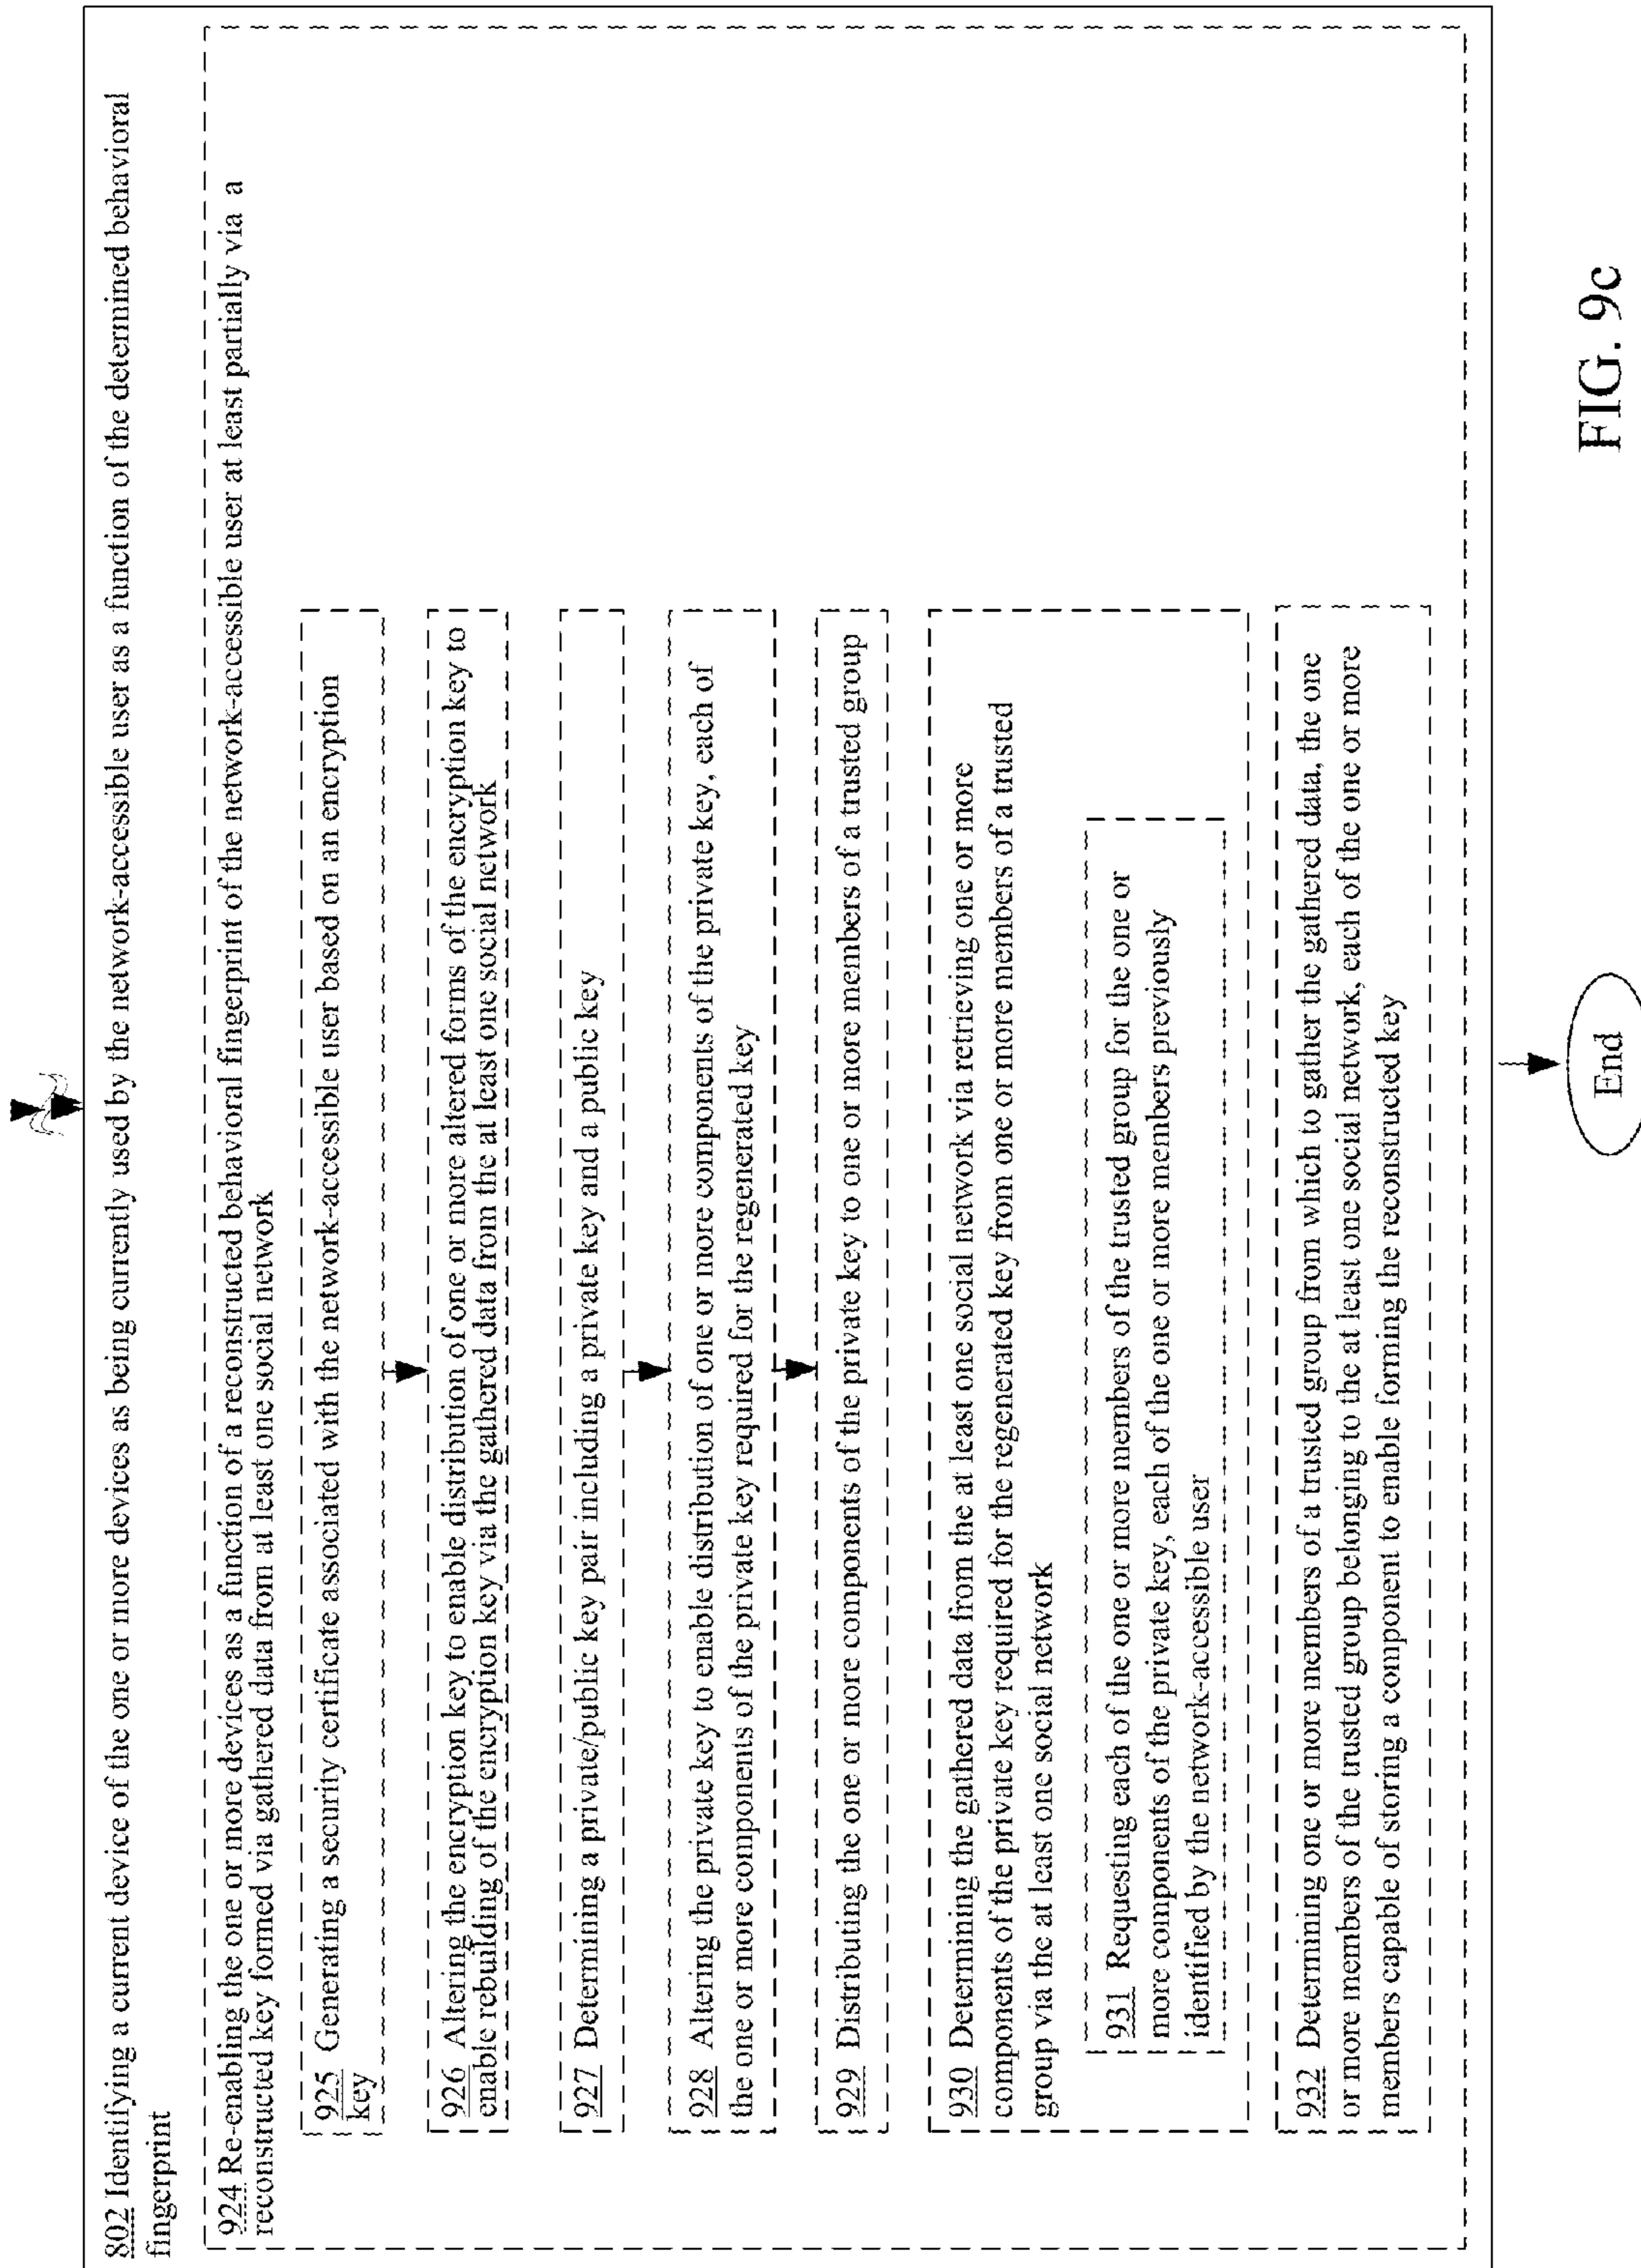 802 Identifying a current device of the one or more devices as being currently used by the network-accessible user as a function of the determined behavioral
fingerprint
924 Re-enabling the one or more devices as a function of a reconstructed behavioral fingerprint of the network-accessible user at least partially via a
reconstructed key formed via gathered data from at least one social network
925 Generating a security certificate associated with the network-accessible user based on an encryption
key
926 Altering the encryption key to enable distribution of one or more altered forms of the encryption key to
enable rebuilding of the encryption key via the gathered data from the at least one social network
927 Determining a private/public key pair including a private key and a public key
928 Altering the private key to enable distribution of one or more components of the private key, each of
the one or more components of the private key required for the regenerated key
929 Distributing the one or more components of the private key to one or more members of a trusted group
930 Determining the gathered data from the at least one social network via retrieving one or more
components of the private key required for the regenerated key from one or more members of a trusted
group via the at least one social network
931 Requesting each of the one or more members of the trusted group for the one or
more components of the private key, each of the one or more members previously
identified by the network-accessible user
932 Determining one or more members of a trusted group from which to gather the gathered data, the one
or more members of the trusted group belonging to the at least one social network, each of the one or more
members capable of storing a component to enable forming the reconstructed key
End
FIG. 9c